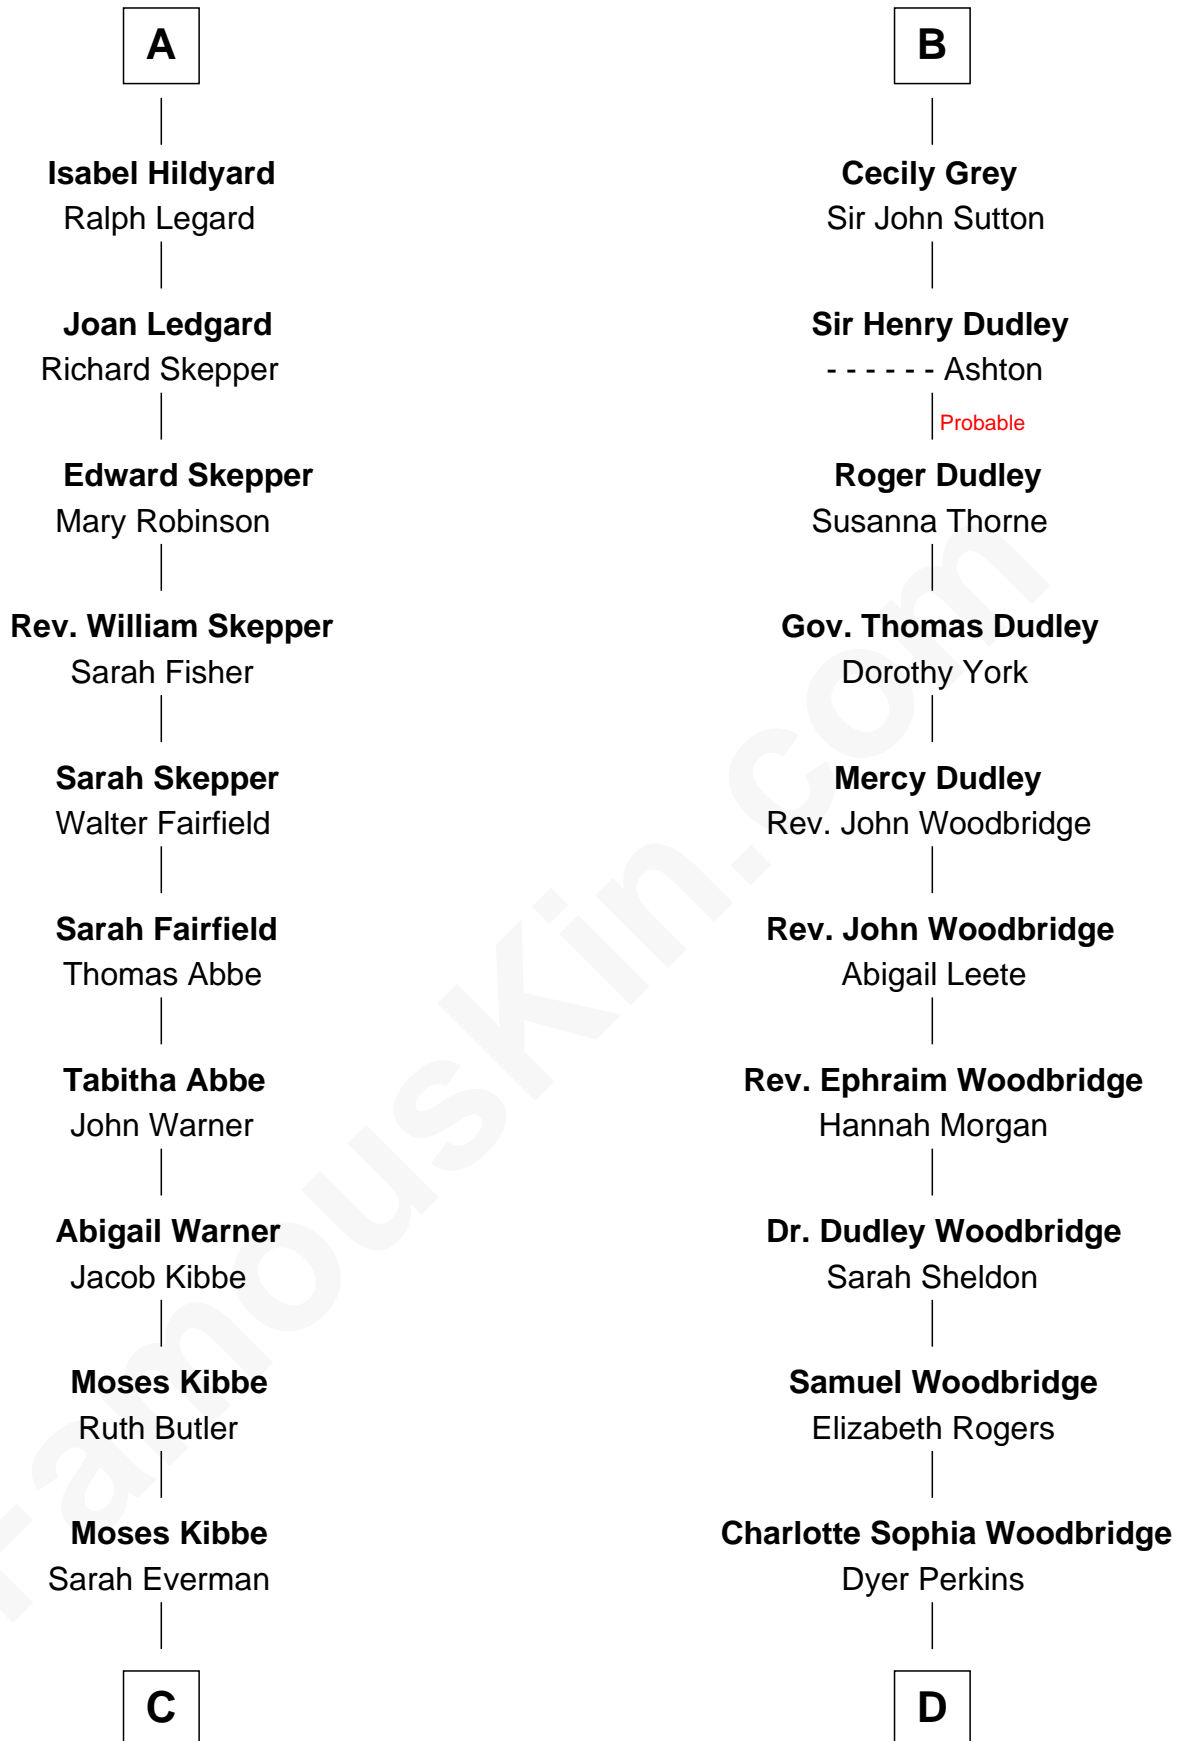 A
Isabel Hildyard
Ralph Legard
Joan Ledgard
Richard Skepper
Edward Skepper
Mary Robinson
Rev. William Skepper
Sarah Fisher
Sarah Skepper
Walter Fairfield
Sarah Fairfield
Thomas Abbe
Tabitha Abbe
John Warner
Abigail Warner
Jacob Kibbe
Moses Kibbe
Ruth Butler
Moses Kibbe
Sarah Everman
C
B
Cecily Grey
Sir John Sutton
Sir Henry Dudley
- - - - - - Ashton
Probable
Roger Dudley
Susanna Thorne
Gov. Thomas Dudley
Dorothy York
Mercy Dudley
Rev. John Woodbridge
Rev. John Woodbridge
Abigail Leete
Rev. Ephraim Woodbridge
Hannah Morgan
Dr. Dudley Woodbridge
Sarah Sheldon
Samuel Woodbridge
Elizabeth Rogers
Charlotte Sophia Woodbridge
Dyer Perkins
D
FamousKin.com